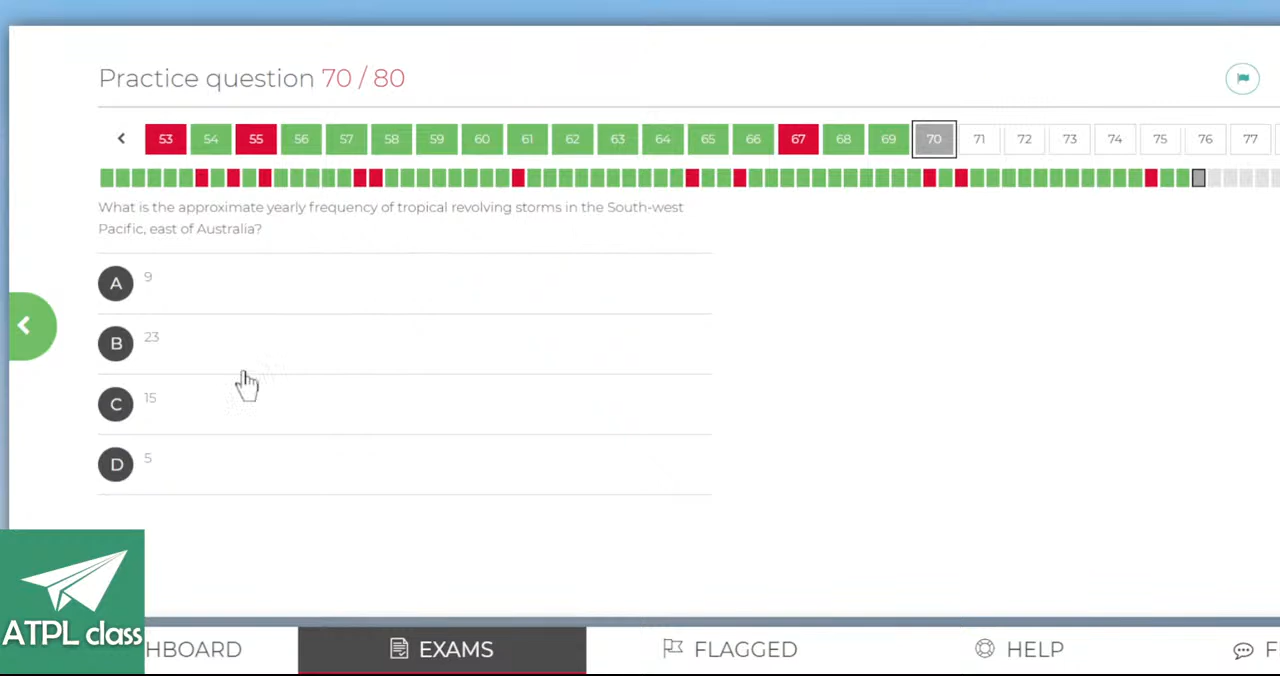 Practice question 70 / 80
53 54 55 56 57 58 59 60 61 62 63 64 65 66 67 68 69 70 71 72 73 74 75 76 77
What is the approximate yearly frequency of tropical revolving storms in the South-west
Pacific, east of Australia?
A 9
B 23
C 15
D 5
ATPL class
HBOARD EXAMS FLAGGED HELP F